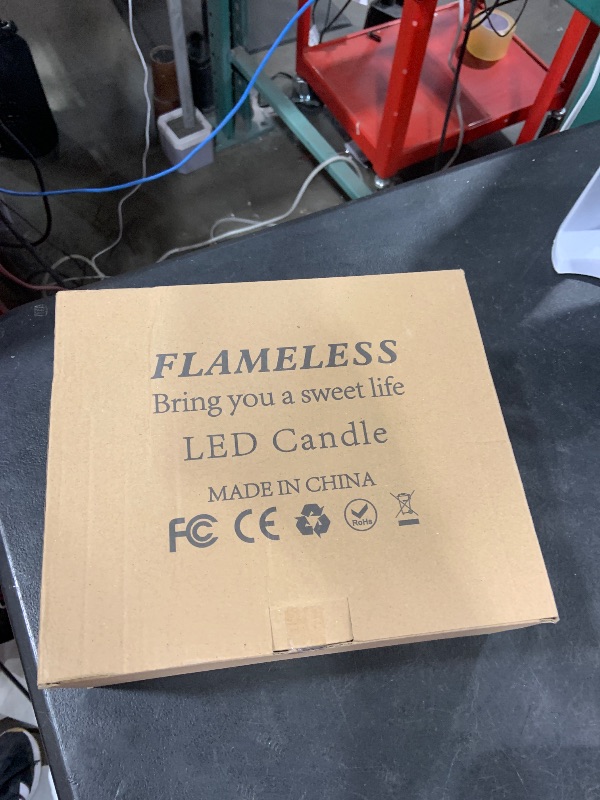 FLAMELESS
Bring you a sweet life
LED Candle
MADE IN CHINA
FC CE RoHS